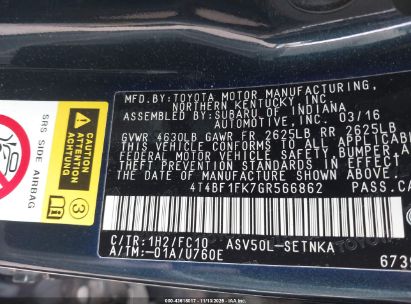 MFD. BY: TOYOTA MOTOR MANUFACTURING,
NORTHERN KENTUCKY INC.
ASSEMBLED BY: SUBARU OF INDIANA
AUTOMOTIVE, INC. 03/16
GVWR 4630LB GAWR FR 2625LB RR 2625LB
THIS VEHICLE CONFORMS TO ALL APPLICABLE
FEDERAL MOTOR VEHICLE SAFETY, BUMPER AND
THEFT PREVENTION STANDARDS IN EFFECT ON
THE DATE OF MANUFACTURE SHOWN ABOVE.
4T4BF1FK7GR566862 PASS.CA
C/TR:1H2/FC10 ASV50L-SETNKA
A/TM:-01A/U760E
6739
SRS SIDE AIRBAG
ATTENTION
ACHTUNG